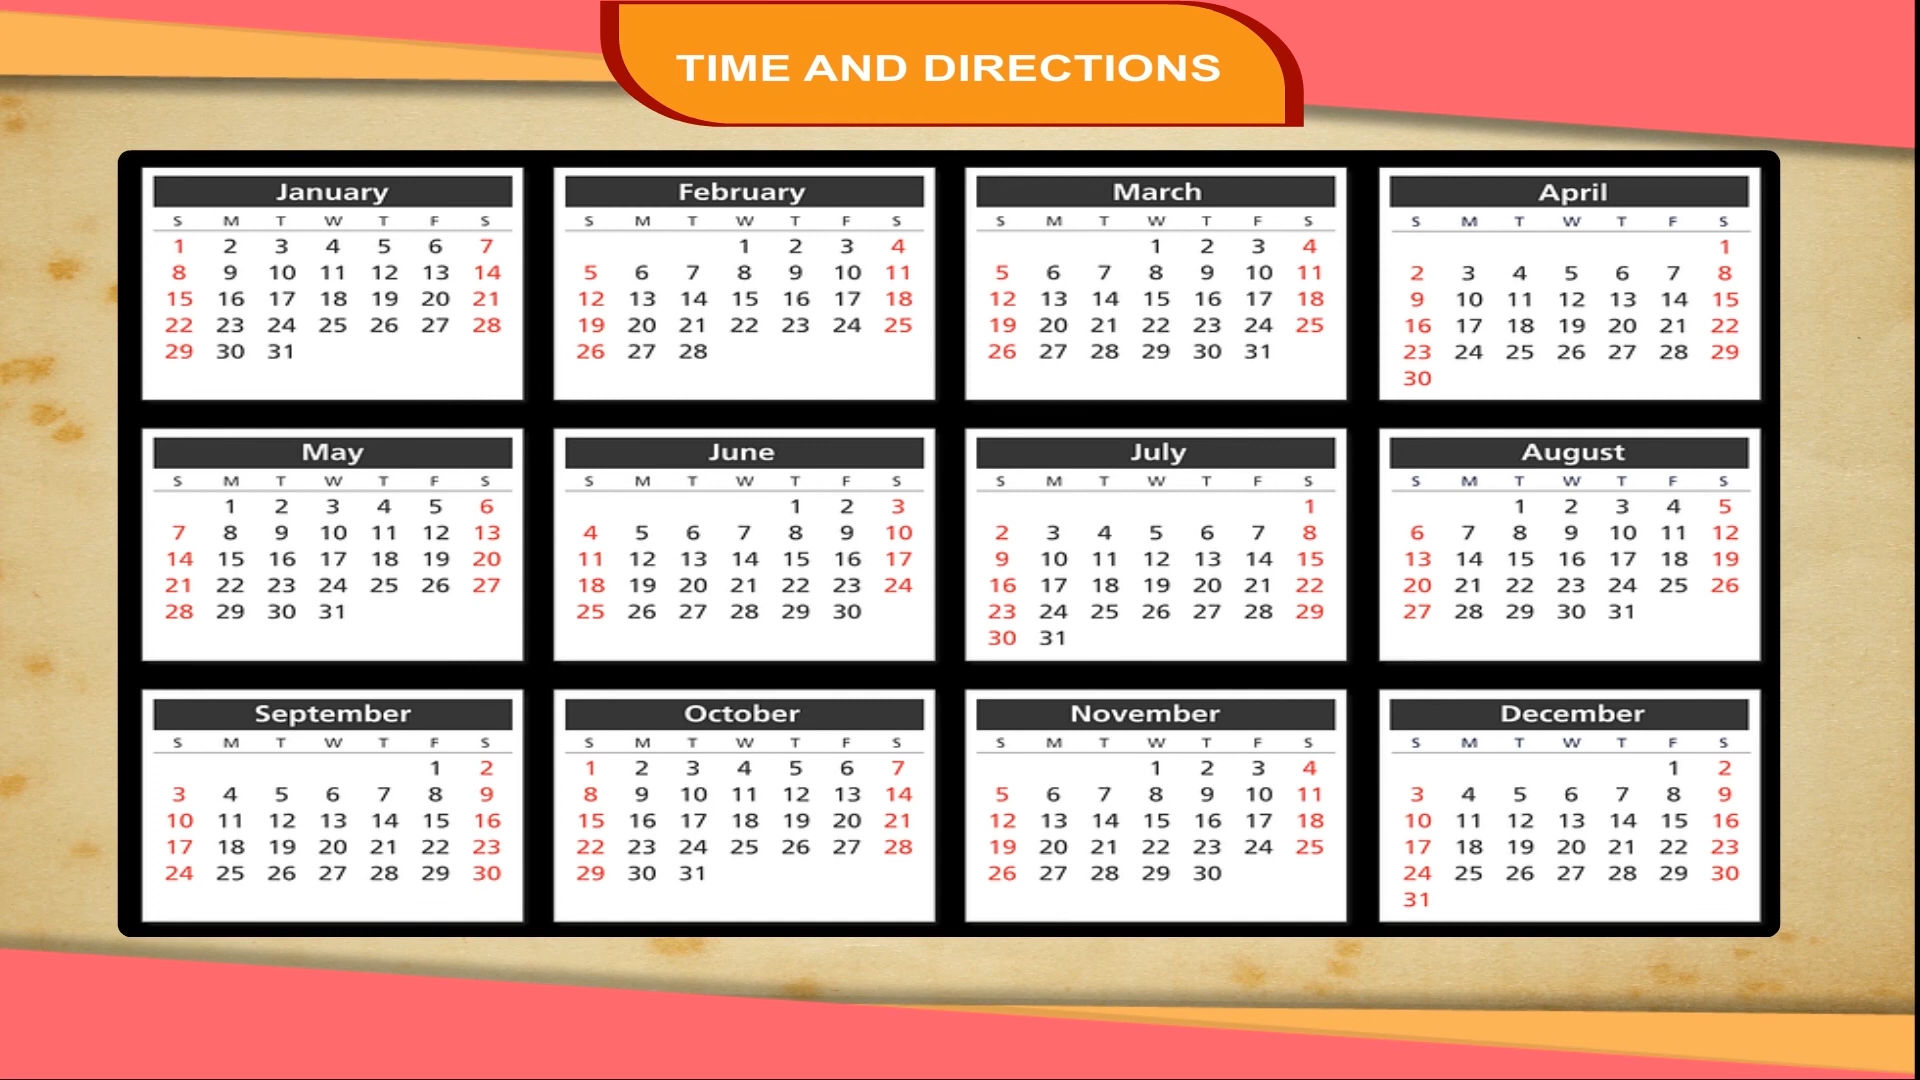 TIME AND DIRECTIONS
January
S M T W T F S
1 2 3 4 5 6 7
8 9 10 11 12 13 14
15 16 17 18 19 20 21
22 23 24 25 26 27 28
29 30 31
February
S M T W T F S
1 2 3 4
5 6 7 8 9 10 11
12 13 14 15 16 17 18
19 20 21 22 23 24 25
26 27 28
March
S M T W T F S
1 2 3 4
5 6 7 8 9 10 11
12 13 14 15 16 17 18
19 20 21 22 23 24 25
26 27 28 29 30 31
April
S M T W T F S
1
2 3 4 5 6 7 8
9 10 11 12 13 14 15
16 17 18 19 20 21 22
23 24 25 26 27 28 29
30
May
S M T W T F S
1 2 3 4 5 6
7 8 9 10 11 12 13
14 15 16 17 18 19 20
21 22 23 24 25 26 27
28 29 30 31
June
S M T W T F S
1 2 3
4 5 6 7 8 9 10
11 12 13 14 15 16 17
18 19 20 21 22 23 24
25 26 27 28 29 30
July
S M T W T F S
1
2 3 4 5 6 7 8
9 10 11 12 13 14 15
16 17 18 19 20 21 22
23 24 25 26 27 28 29
30 31
August
S M T W T F S
1 2 3 4 5
6 7 8 9 10 11 12
13 14 15 16 17 18 19
20 21 22 23 24 25 26
27 28 29 30 31
September
S M T W T F S
1 2
3 4 5 6 7 8 9
10 11 12 13 14 15 16
17 18 19 20 21 22 23
24 25 26 27 28 29 30
October
S M T W T F S
1 2 3 4 5 6 7
8 9 10 11 12 13 14
15 16 17 18 19 20 21
22 23 24 25 26 27 28
29 30 31
November
S M T W T F S
1 2 3 4
5 6 7 8 9 10 11
12 13 14 15 16 17 18
19 20 21 22 23 24 25
26 27 28 29 30
December
S M T W T F S
1 2
3 4 5 6 7 8 9
10 11 12 13 14 15 16
17 18 19 20 21 22 23
24 25 26 27 28 29 30
31